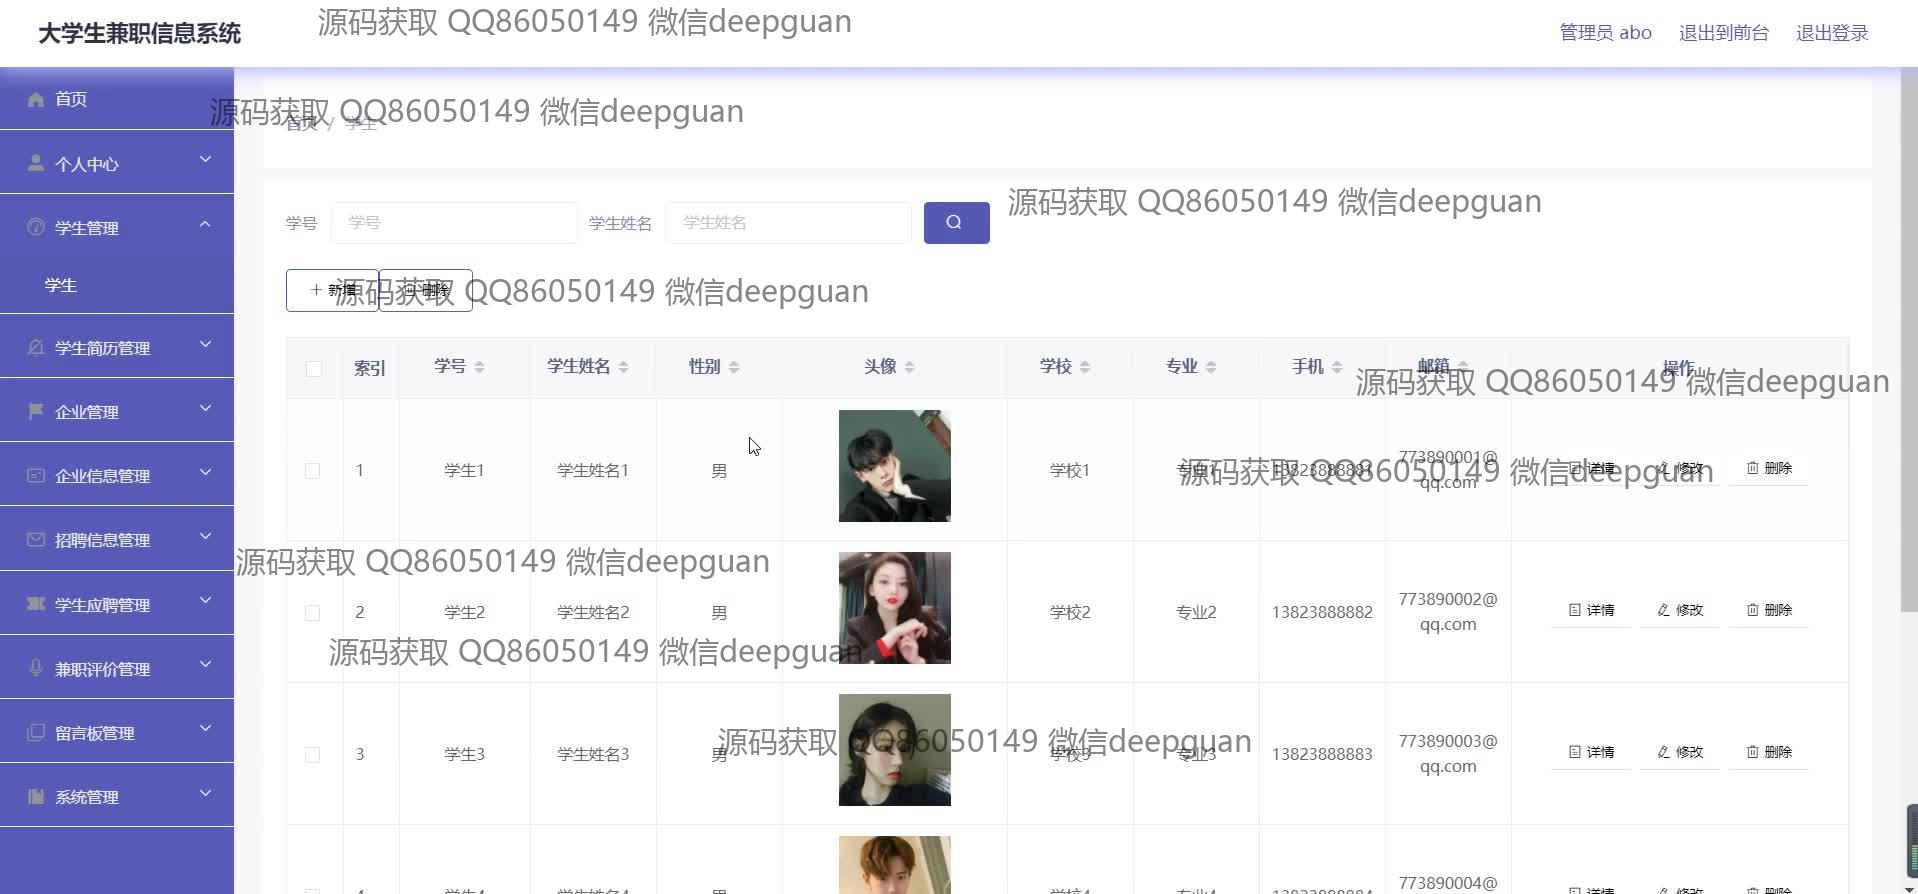 大学生兼职信息系统
源码获取 QQ86050149 微信deepguan
管理员 abo 退出到前台 退出登录
首页
个人中心
学生管理
学生
学生简历管理
企业管理
企业信息管理
招聘信息管理
学生应聘管理
兼职评价管理
留言板管理
系统管理
源码获取 QQ86050149 微信deepguan
首页 / 学生
源码获取 QQ86050149 微信deepguan
学号 学号 学生姓名 学生姓名
源码获取 QQ86050149 微信deepguan
新增 删除
索引 学号 学生姓名 性别 头像 学校 专业 手机 邮箱 操作
源码获取 QQ86050149 微信deepguan
1 学生1 学生姓名1 男 学校1 专业1 13823888881 773890001@
qq.com 详情 修改 删除
源码获取 QQ86050149 微信deepguan
源码获取 QQ86050149 微信deepguan
2 学生2 学生姓名2 男 学校2 专业2 13823888882 773890002@
qq.com 详情 修改 删除
源码获取 QQ86050149 微信deepguan
源码获取 QQ86050149 微信deepguan
3 学生3 学生姓名3 男 学校3 专业3 13823888883 773890003@
qq.com 详情 修改 删除
4 学生4 学生姓名4 男 学校4 专业4 13823888884 773890004@
详情 修改 删除